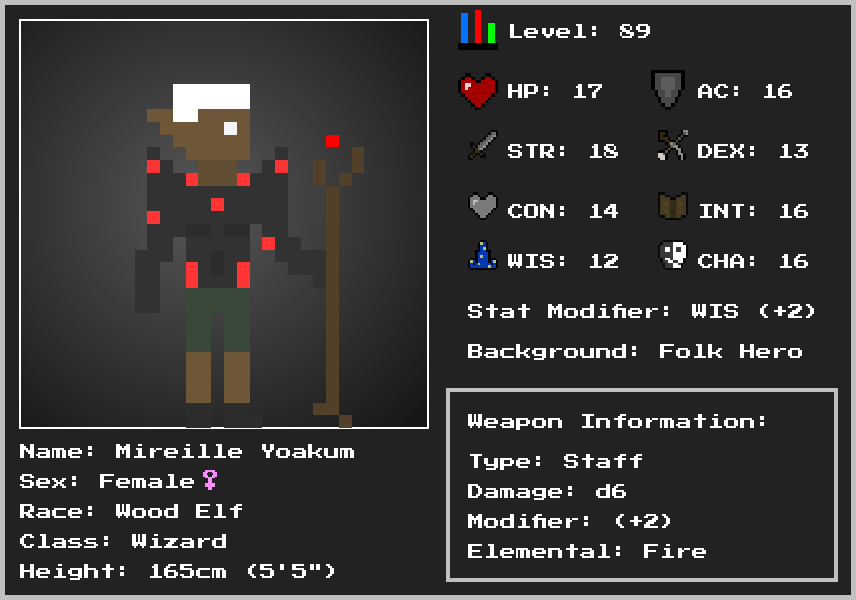 Level: 89
HP: 17 AC: 16
STR: 18 DEX: 13
CON: 14 INT: 16
WIS: 12 CHA: 16
Stat Modifier: WIS (+2)
Background: Folk Hero
Weapon Information:
Type: Staff
Damage: d6
Modifier: (+2)
Elemental: Fire
Name: Mireille Yoakum
Sex: Female♀
Race: Wood Elf
Class: Wizard
Height: 165cm (5'5")